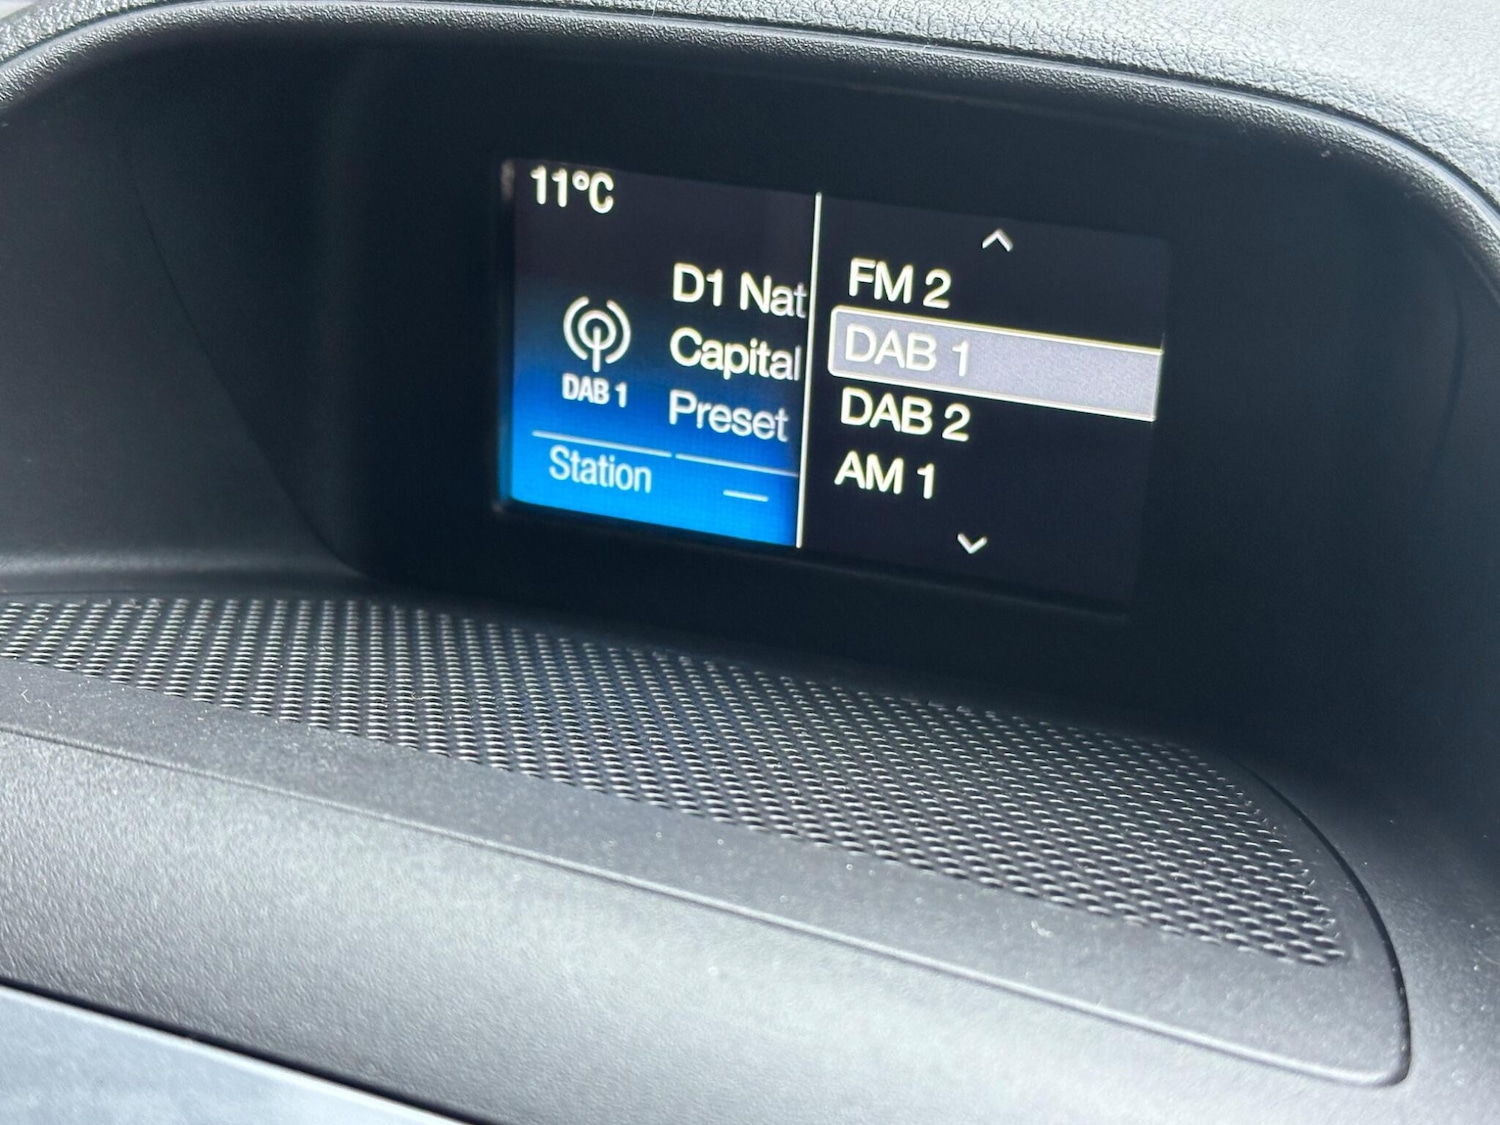 11°C
D1 Nat
Capital
DAB 1
Preset
Station
FM 2
DAB 1
DAB 2
AM 1